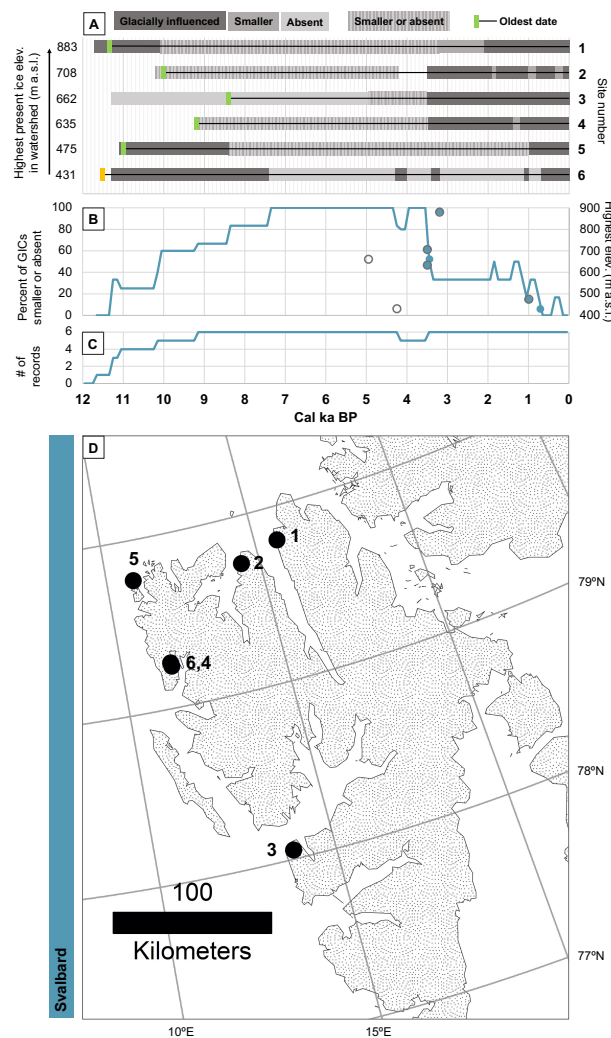 A
Glacially influenced
Smaller
Absent
Smaller or absent
Oldest date
Highest present ice elev.
in watershed (m a.s.l.)
883
708
662
635
475
431
1
2
3
4
5
6
Site number
B
Percent of GICs
smaller or absent
100
80
60
40
20
0
900
800
700
600
500
400
Highest elev. (m a.s.l.)
C
# of
records
6
4
2
0
12 11 10 9 8 7 6 5 4 3 2 1 0
Cal ka BP
D
Svalbard
1
2
5
6,4
3
100
Kilometers
79ºN
78ºN
77ºN
10ºE
15ºE